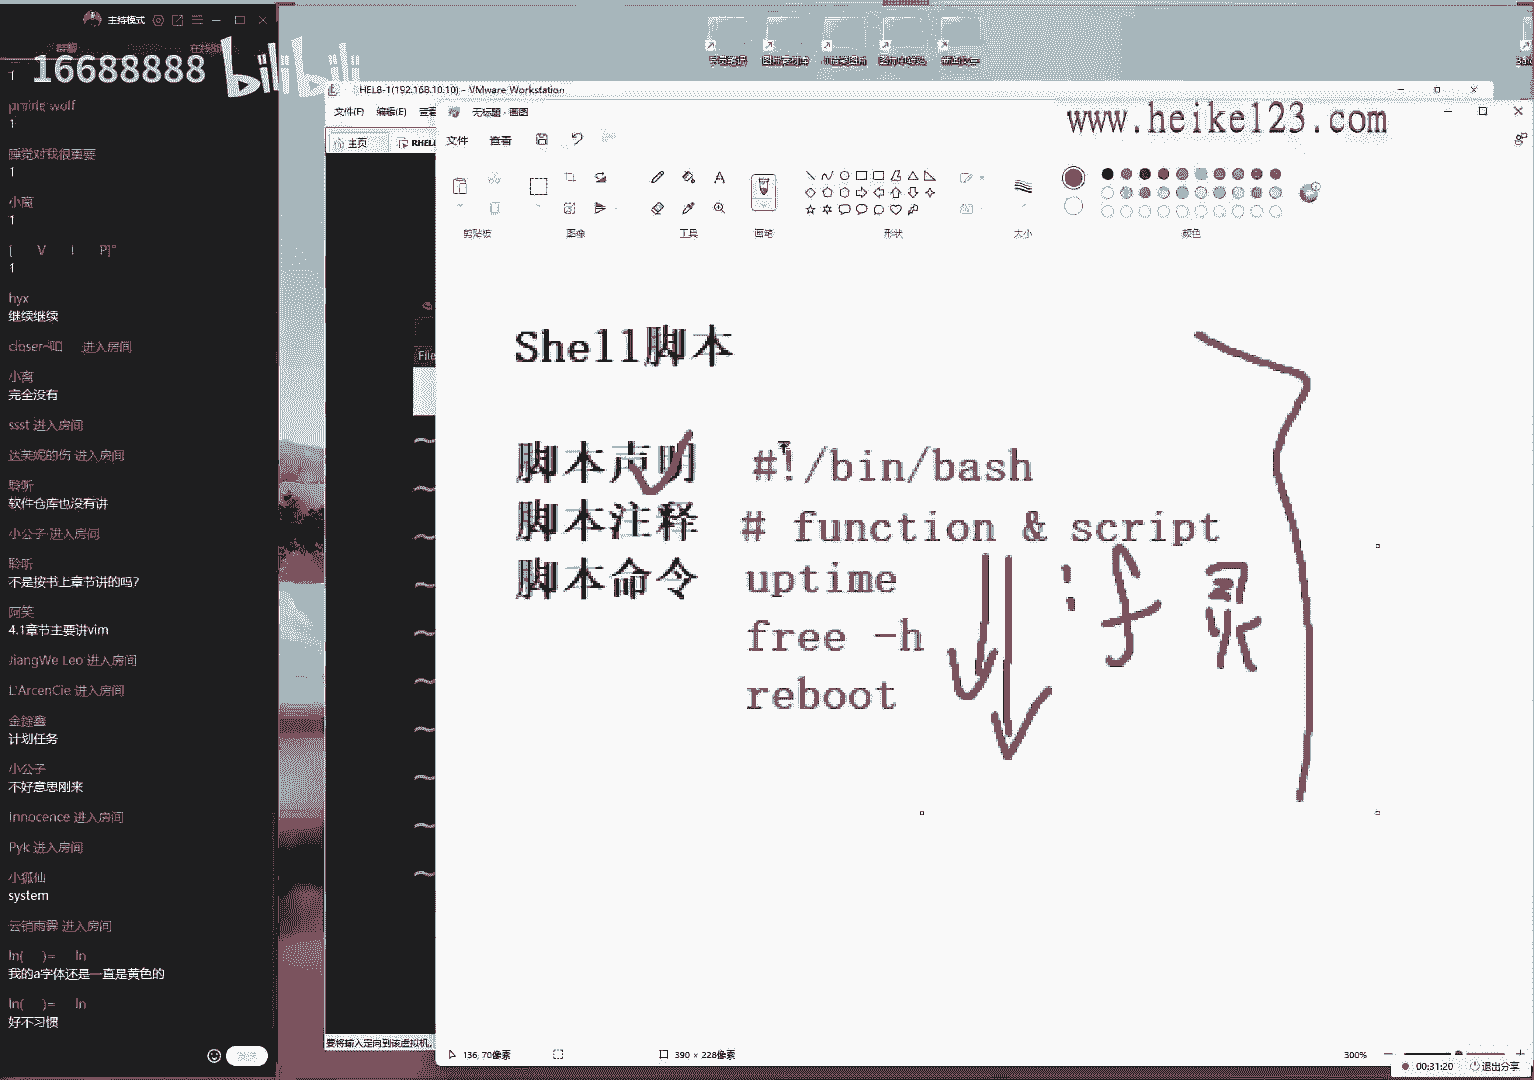 主持模式
16688888
bilibili
1
prairie wolf
1
睡觉对我很重要
1
小离
1
[ V ! P]°
1
hyx
继续继续
进入房间
小离
完全没有
ssst 进入房间
达芙妮的伤 进入房间
聆听
软件仓库也没有讲
小公子 进入房间
聆听
不是按书上章节讲的吗?
阿笑
4.1章节主要讲vim
JiangWe Leo 进入房间
L'ArcenCie 进入房间
金鍂鑫
计划任务
小公子
不好意思刚来
Innocence 进入房间
Pyk 进入房间
小狐仙
system
云销雨霽 进入房间
ln( )= ln
我的a字体还是一直是黄色的
ln( )= ln
好不习惯
HEL8-1(192.168.10.10) - VMware Workstation
文件(F) 编辑(E) 查看
主页 RHEL
File
要将输入定向到该虚拟机,
无标题 - 画图
www.heike123.com
文件 查看
剪贴板 图像 工具 画笔 形状 大小 颜色
Shell脚本
脚本声明 #!/bin/bash
脚本注释 # function & script
脚本命令 uptime
free -h
reboot
136, 70像素
390 × 228像素
300%
00:31:20 退出分享